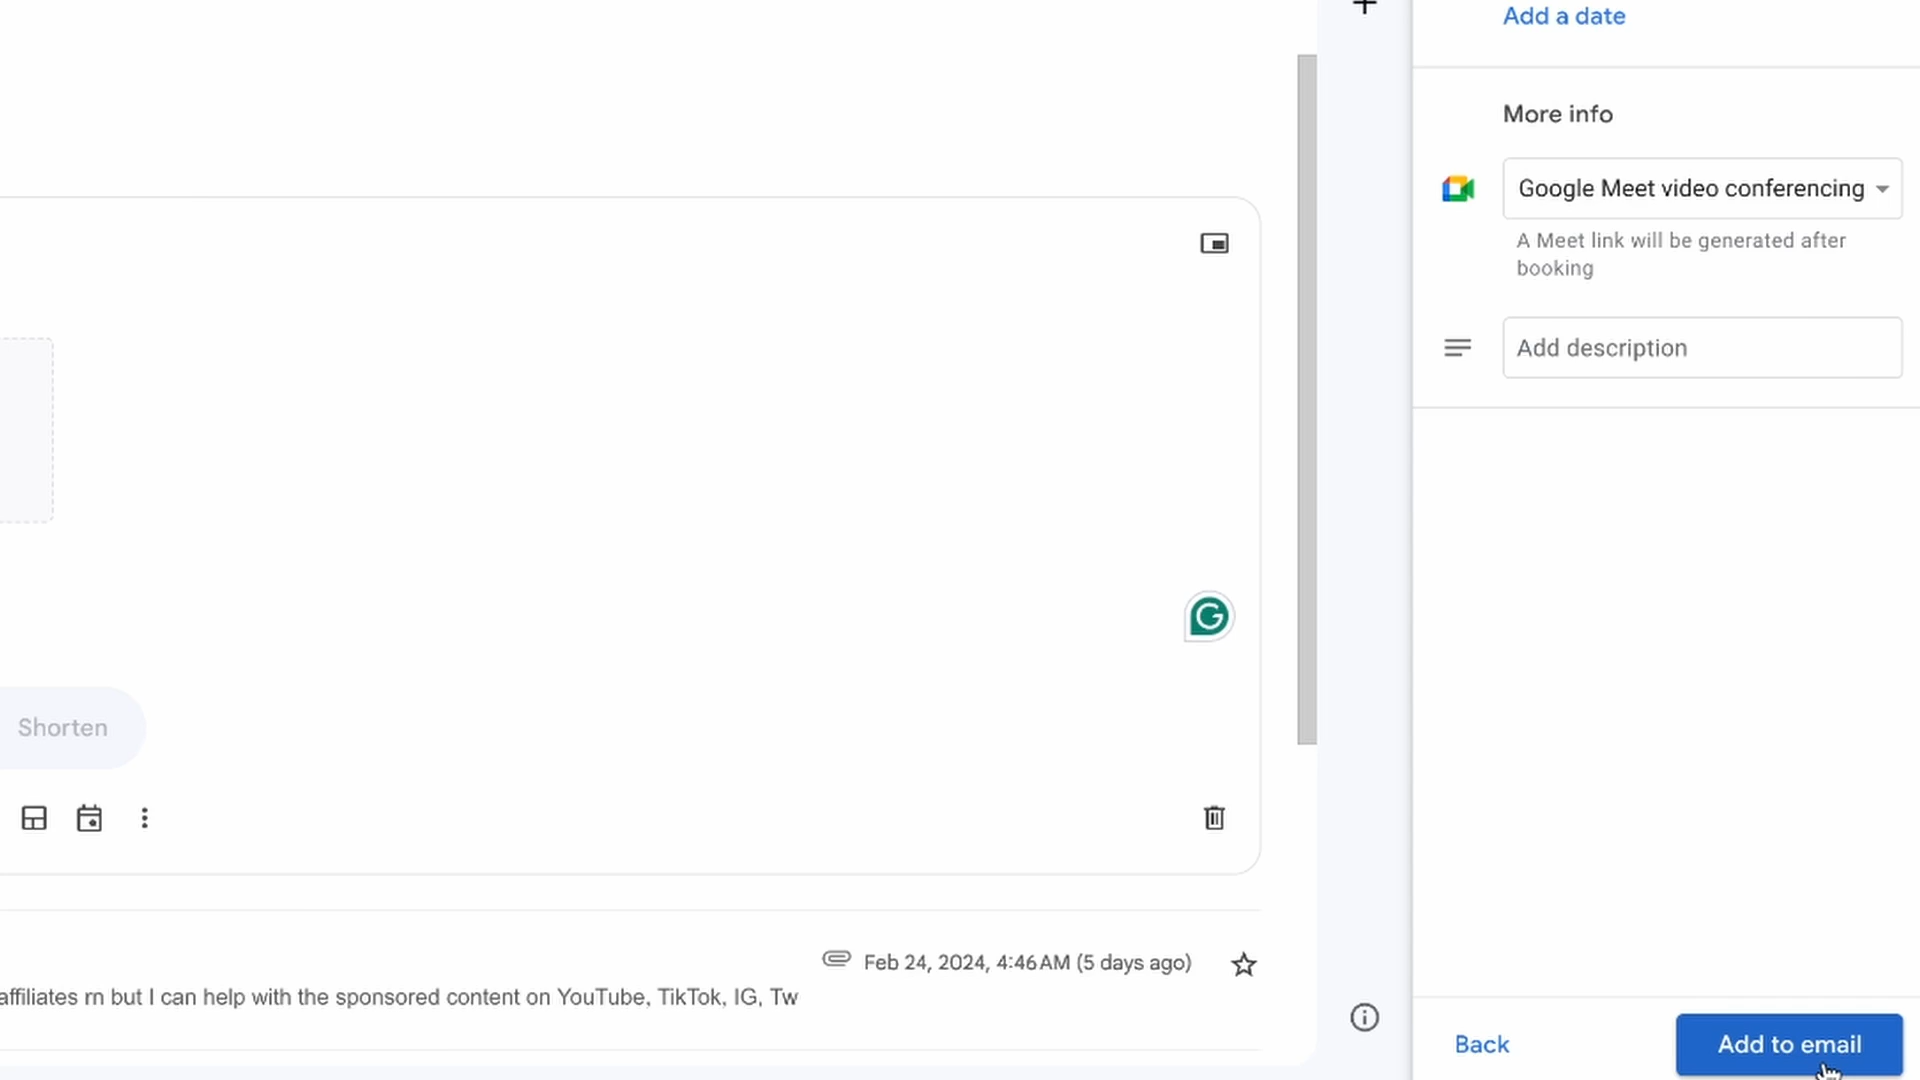 Add a date
More info
Google Meet video conferencing
A Meet link will be generated after
booking
Add description
Shorten
Feb 24, 2024, 4:46 AM (5 days ago)
affiliates rn but I can help with the sponsored content on YouTube, TikTok, IG, Tw
Back
Add to email